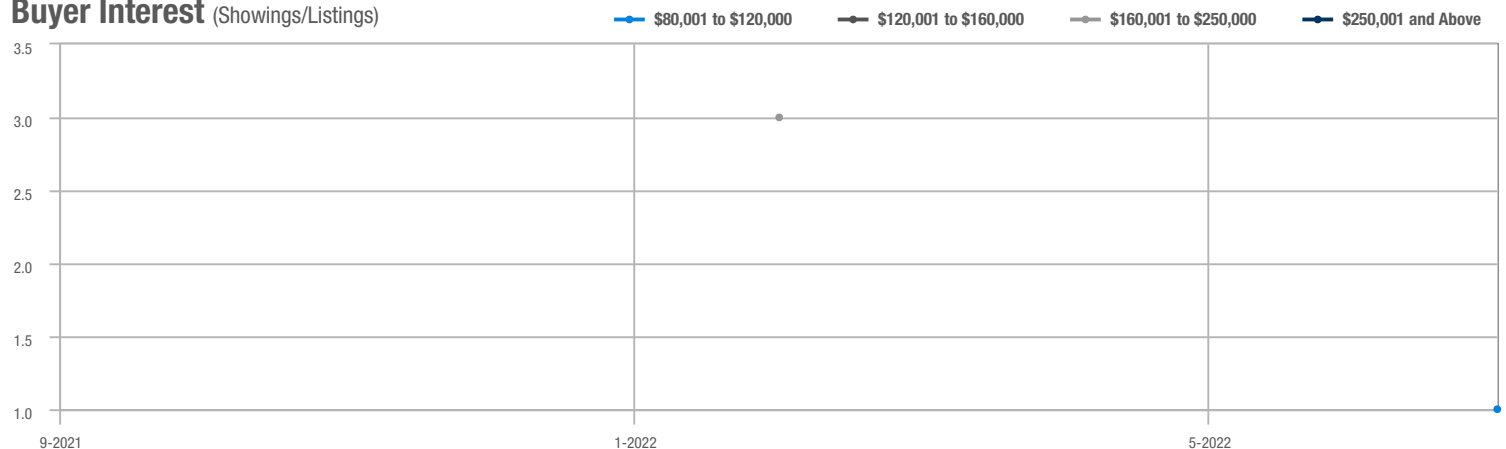 Buyer Interest (Showings/Listings)
$80,001 to $120,000
$120,001 to $160,000
$160,001 to $250,000
$250,001 and Above
3.5
3.0
2.5
2.0
1.5
1.0
9-2021
1-2022
5-2022